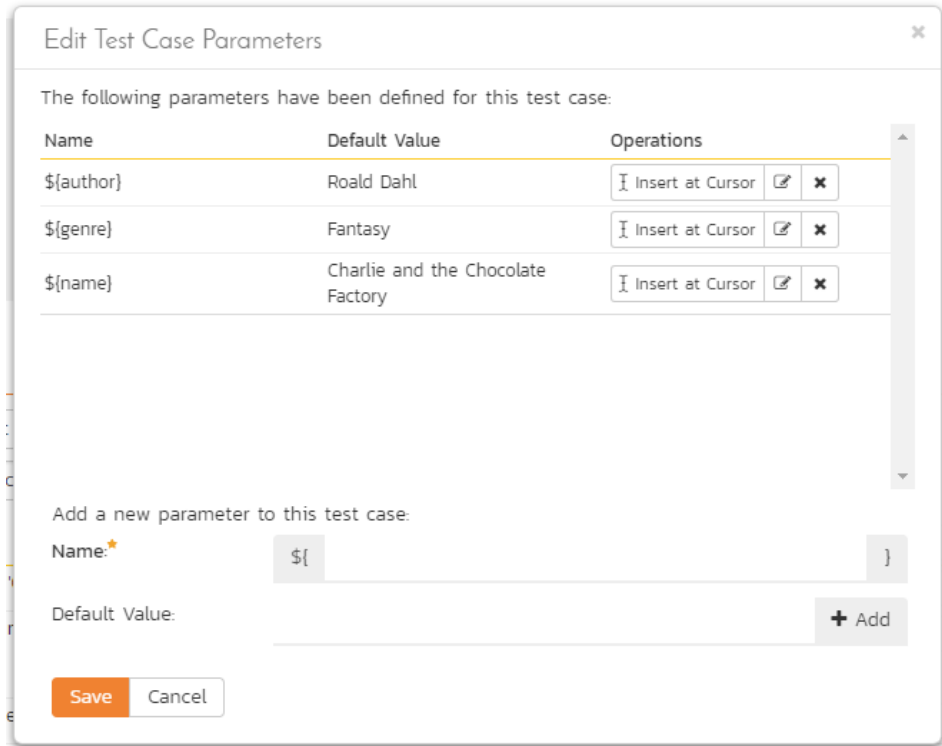 Edit Test Case Parameters
The following parameters have been defined for this test case:
Name Default Value Operations
${author} Roald Dahl Insert at Cursor
${genre} Fantasy Insert at Cursor
${name} Charlie and the Chocolate Factory Insert at Cursor
Add a new parameter to this test case:
Name:
${ }
Default Value:
Add
Save Cancel